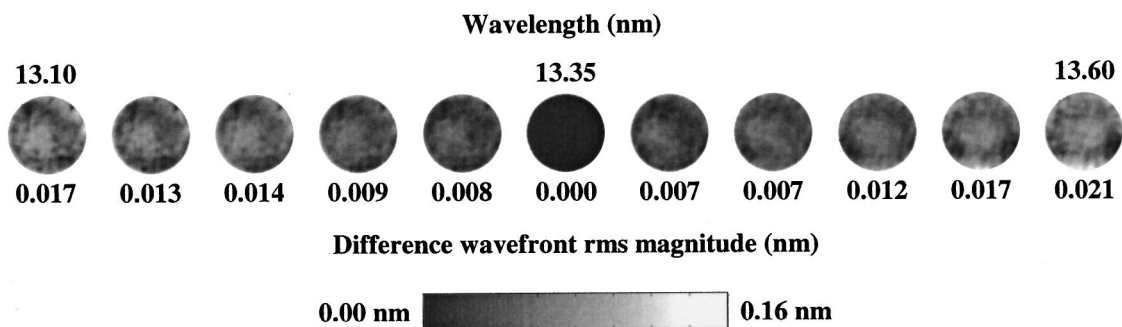 Wavelength (nm)
13.10 13.35 13.60
0.017 0.013 0.014 0.009 0.008 0.000 0.007 0.007 0.012 0.017 0.021
Difference wavefront rms magnitude (nm)
0.00 nm 0.16 nm